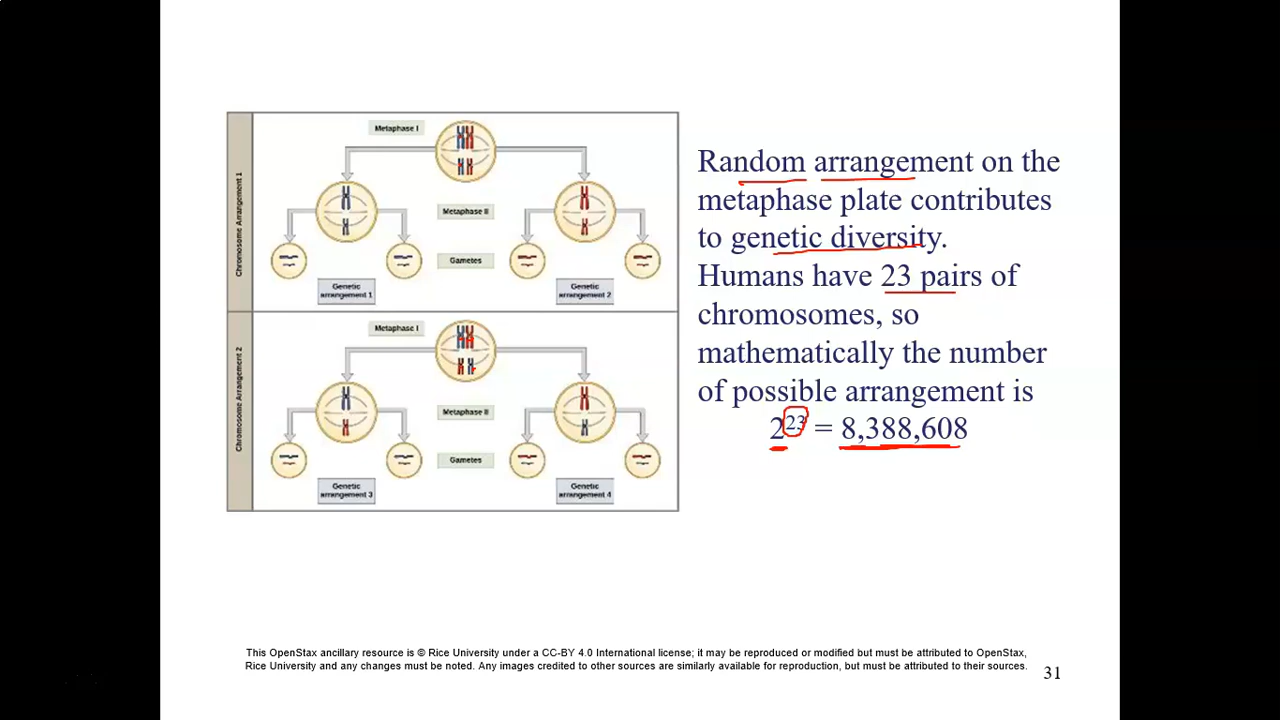 Chromosome Arrangement 1
Metaphase I
Metaphase II
Gametes
Genetic
arrangement 1
Genetic
arrangement 2
Chromosome Arrangement 2
Metaphase I
Metaphase II
Gametes
Genetic
arrangement 3
Genetic
arrangement 4
Random arrangement on the
metaphase plate contributes
to genetic diversity.
Humans have 23 pairs of
chromosomes, so
mathematically the number
of possible arrangement is
2²³ = 8,388,608
This OpenStax ancillary resource is © Rice University under a CC-BY 4.0 International license; it may be reproduced or modified but must be attributed to OpenStax,
Rice University and any changes must be noted. Any images credited to other sources are similarly available for reproduction, but must be attributed to their sources.
31